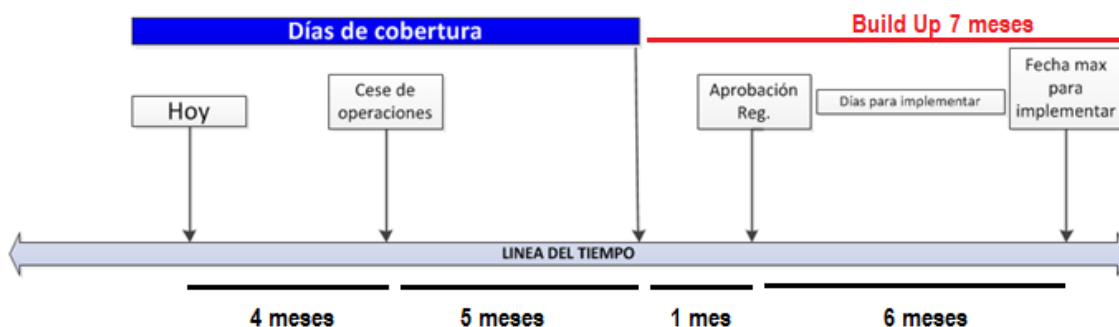 Días de cobertura
Build Up 7 meses
Hoy
Cese de
operaciones
Aprobación
Reg.
Días para implementar
Fecha max
para
implementar
LINEA DEL TIEMPO
4 meses
5 meses
1 mes
6 meses